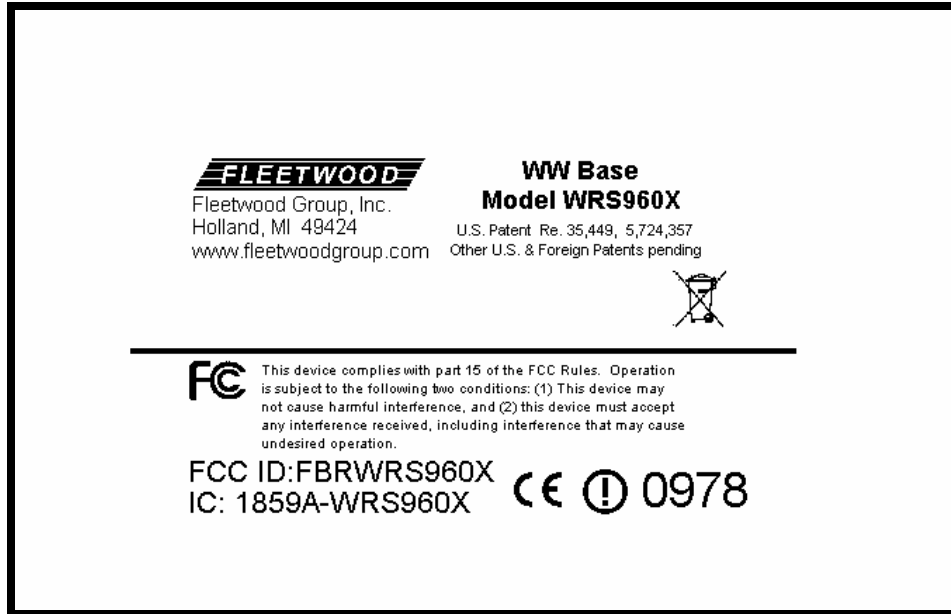 FLEETWOOD
Fleetwood Group, Inc.
Holland, MI 49424
www.fleetwoodgroup.com
WW Base
Model WRS960X
U.S. Patent Re. 35,449, 5,724,357
Other U.S. & Foreign Patents pending
FC
This device complies with part 15 of the FCC Rules. Operation
is subject to the following two conditions: (1) This device may
not cause harmful interference, and (2) this device must accept
any interference received, including interference that may cause
undesired operation.
FCC ID:FBRWRS960X
IC: 1859A-WRS960X
CE ! 0978